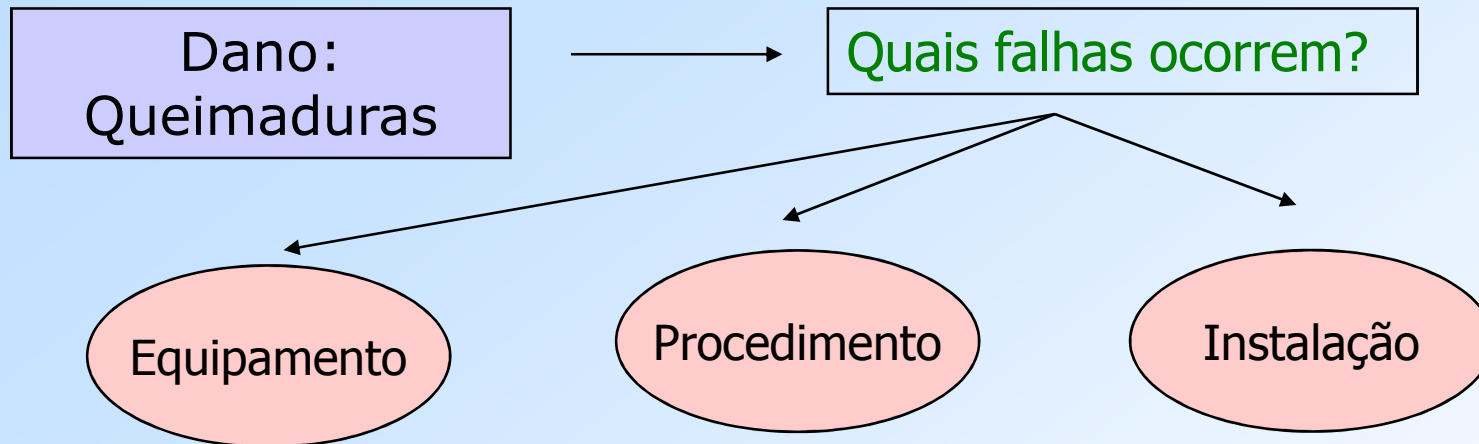 Dano:
Queimaduras
Quais falhas ocorrem?
Equipamento
Procedimento
Instalação